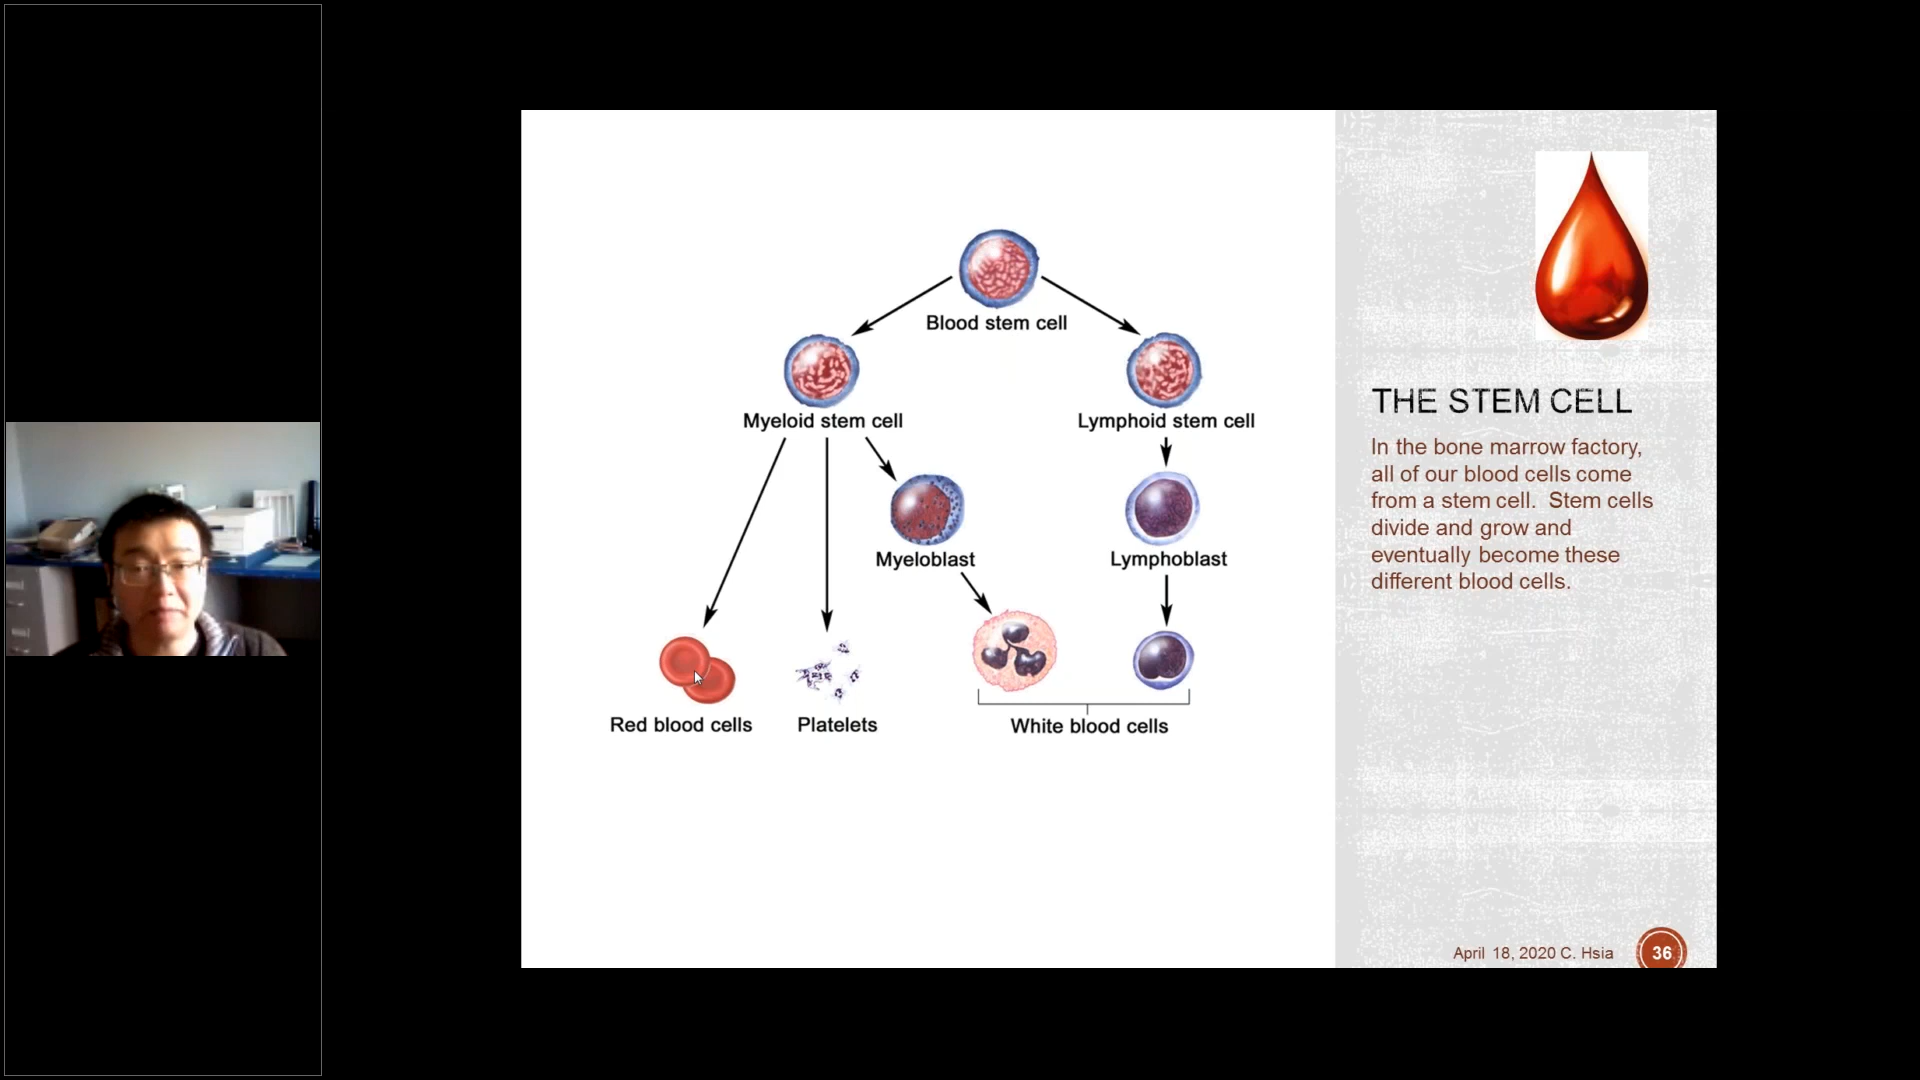 Blood stem cell
Myeloid stem cell
Lymphoid stem cell
Myeloblast
Lymphoblast
Red blood cells
Platelets
White blood cells
THE STEM CELL
In the bone marrow factory,
all of our blood cells come
from a stem cell.  Stem cells
divide and grow and
eventually become these
different blood cells.
April 18, 2020 C. Hsia
36